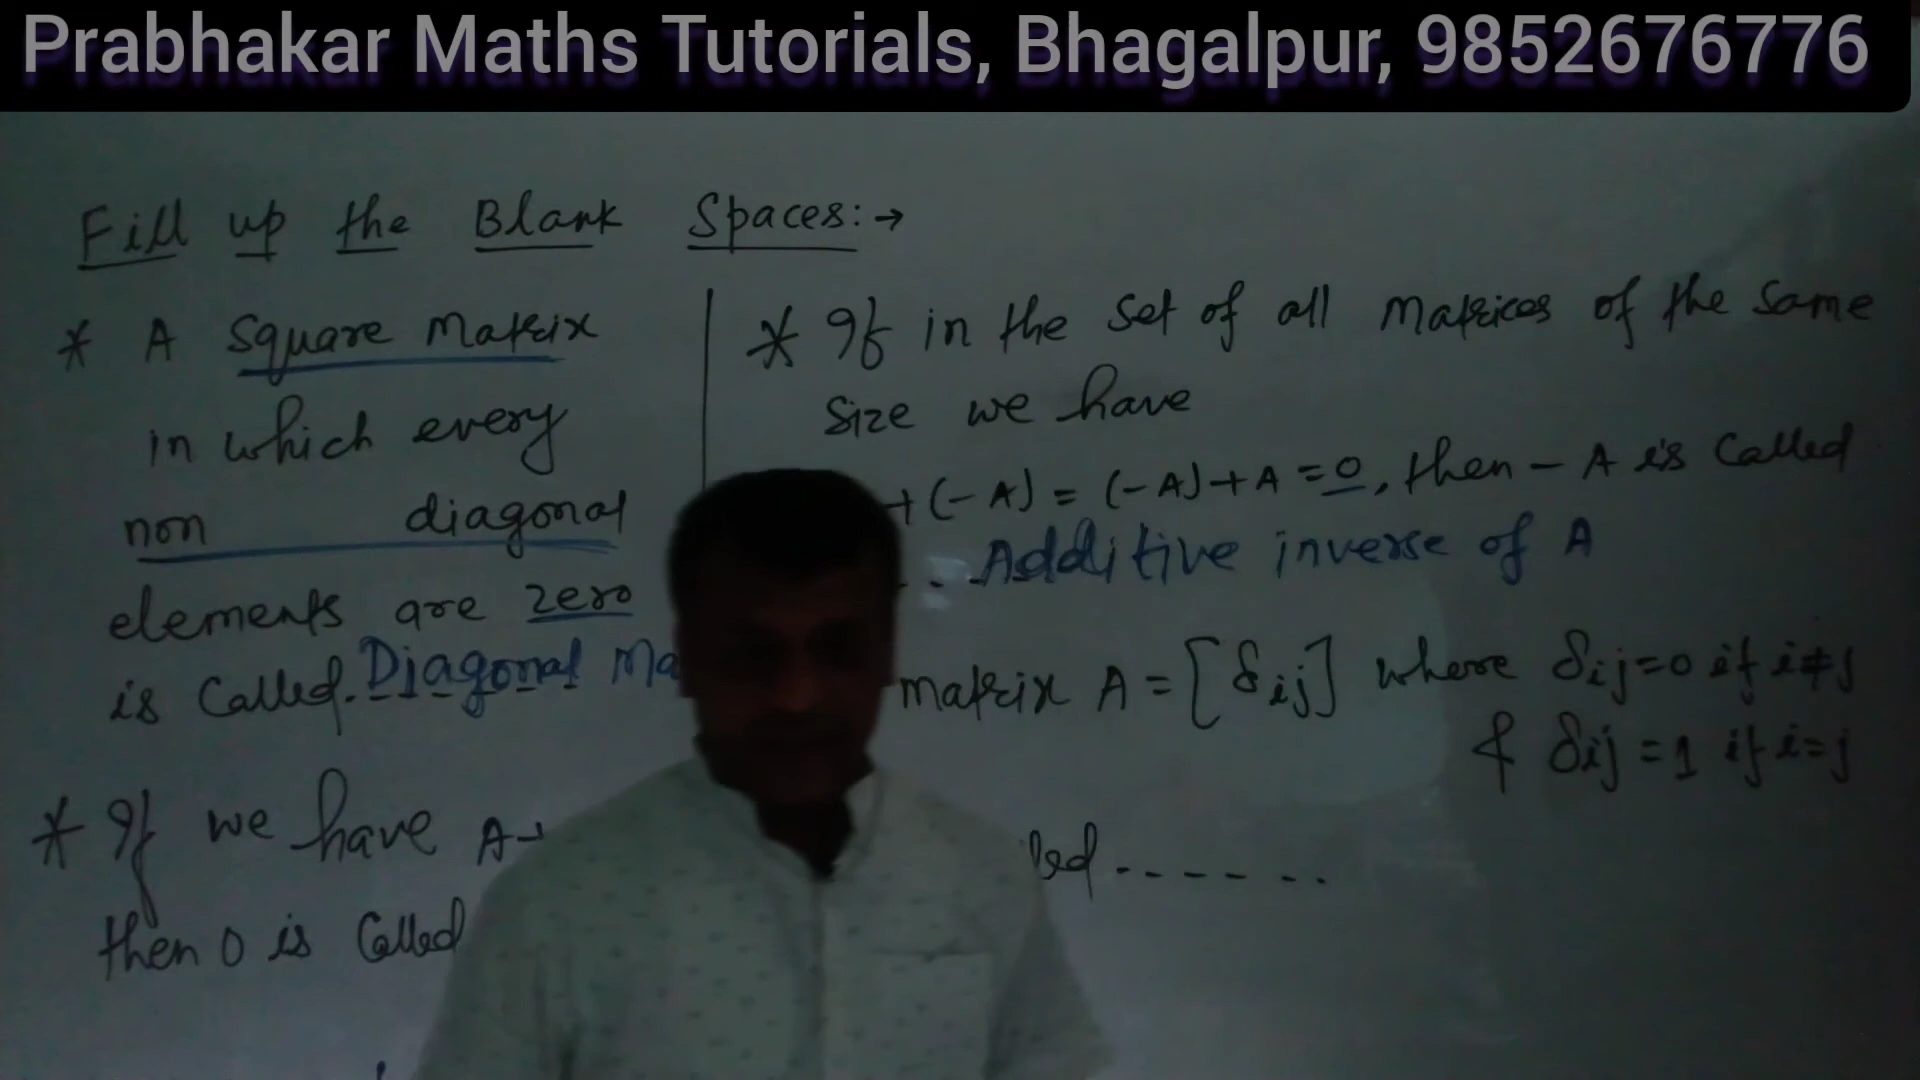 Prabhakar Maths Tutorials, Bhagalpur, 9852676776
Fill up the Blank Spaces:→
* A Square Matrix
in which every
non diagonal
elements are zero
is Called. Diagonal Ma
* If we have A+
then 0 is Called
* If in the Set of all Matrices of the Same
Size we have
+ (-A) = (-A)+A = 0, then - A is Called
. . - Additive inverse of A
matrix A = [δij] where δij=0 if i≠j
& δij = 1 if i=j
led - - - - - . .